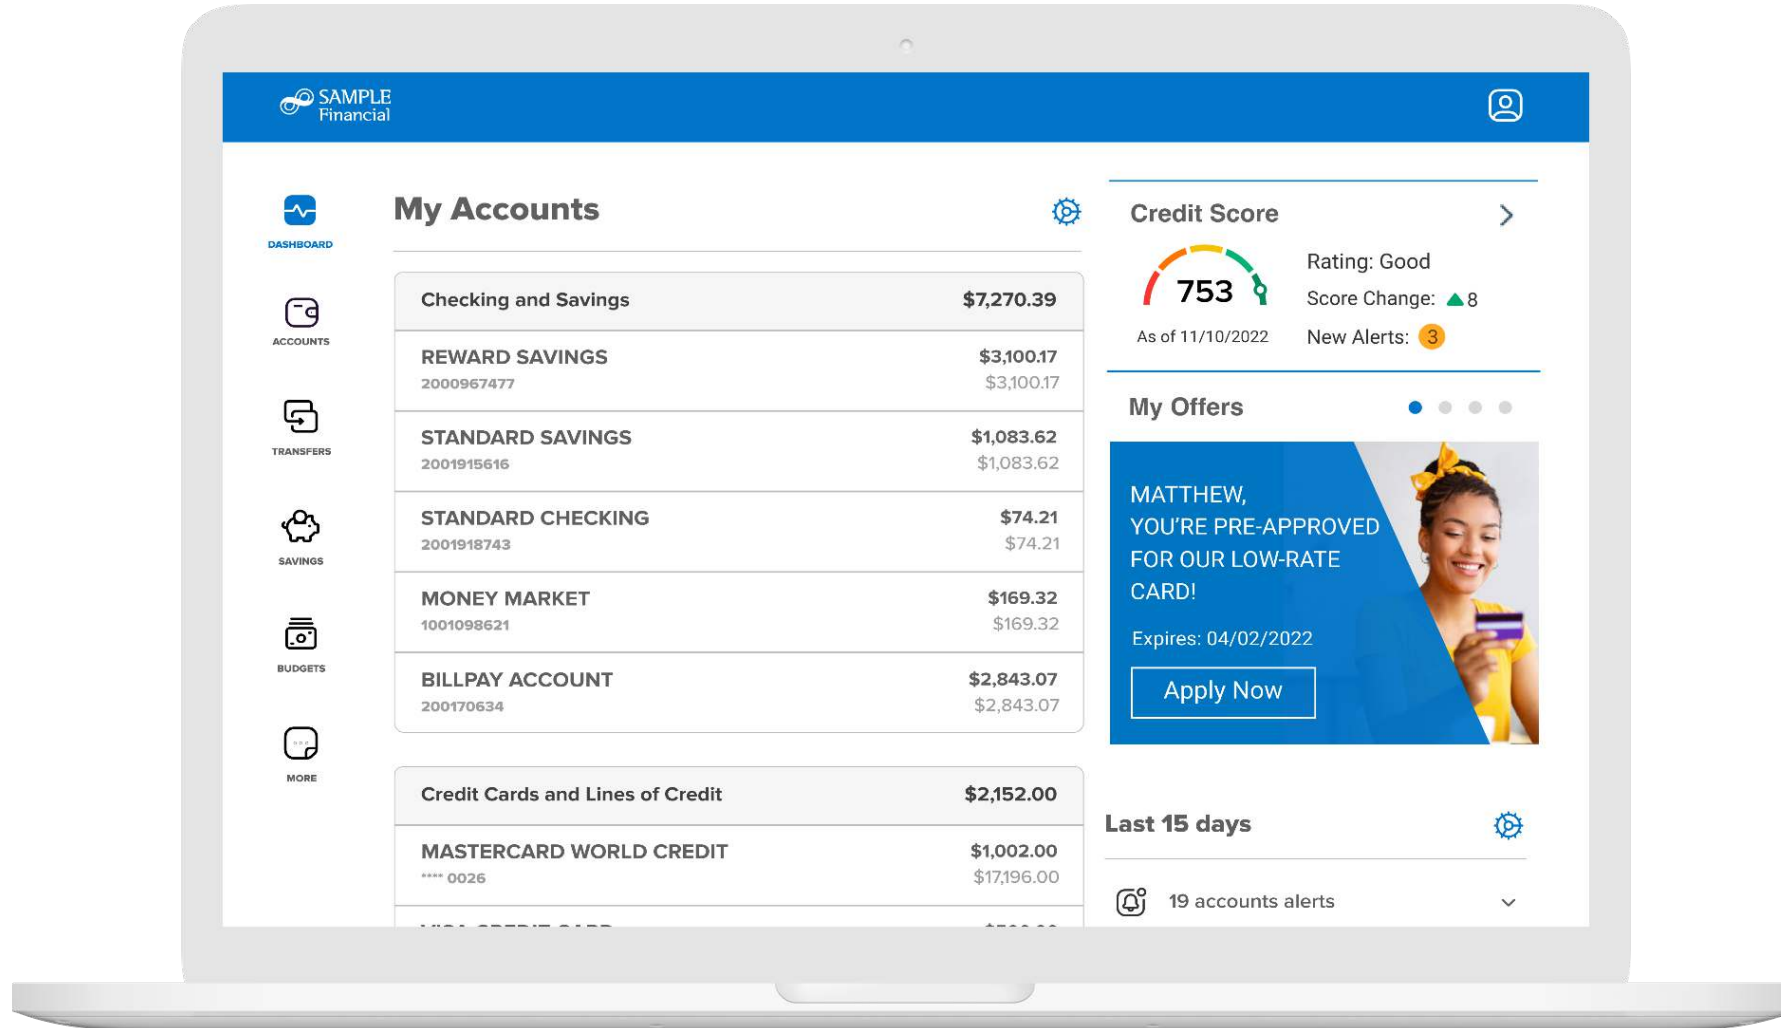 SAMPLE
Financial
DASHBOARD
ACCOUNTS
TRANSFERS
SAVINGS
BUDGETS
MORE
My Accounts
Checking and Savings $7,270.39
REWARD SAVINGS $3,100.17
2000967477 $3,100.17
STANDARD SAVINGS $1,083.62
2001915616 $1,083.62
STANDARD CHECKING $74.21
2001918743 $74.21
MONEY MARKET $169.32
1001098621 $169.32
BILLPAY ACCOUNT $2,843.07
200170634 $2,843.07
Credit Cards and Lines of Credit $2,152.00
MASTERCARD WORLD CREDIT $1,002.00
**** 0026 $17,196.00
Credit Score
753
As of 11/10/2022
Rating: Good
Score Change: 8
New Alerts: 3
My Offers
MATTHEW,
YOU'RE PRE-APPROVED
FOR OUR LOW-RATE
CARD!
Expires: 04/02/2022
Apply Now
Last 15 days
19 accounts alerts